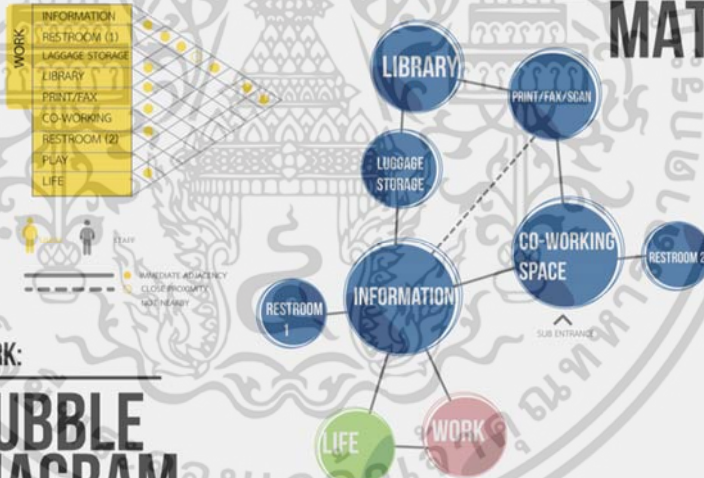 MAT
WORK
INFORMATION
RESTROOM (1)
LAGGAGE STORAGE
LIBRARY
PRINT/FAX
CO-WORKING
RESTROOM (2)
PLAY
LIFE
STAFF
IMMEDIATE ADJACENCY
CLOSE PROXIMITY
NOT NEARBY
LIBRARY
PRINT/FAX/SCAN
LUGGAGE
STORAGE
CO-WORKING
SPACE
RESTROOM 2
INFORMATION
RESTROOM
1
SUB ENTRANCE
RK:
UBBLE
IAGRAM
LIFE
WORK